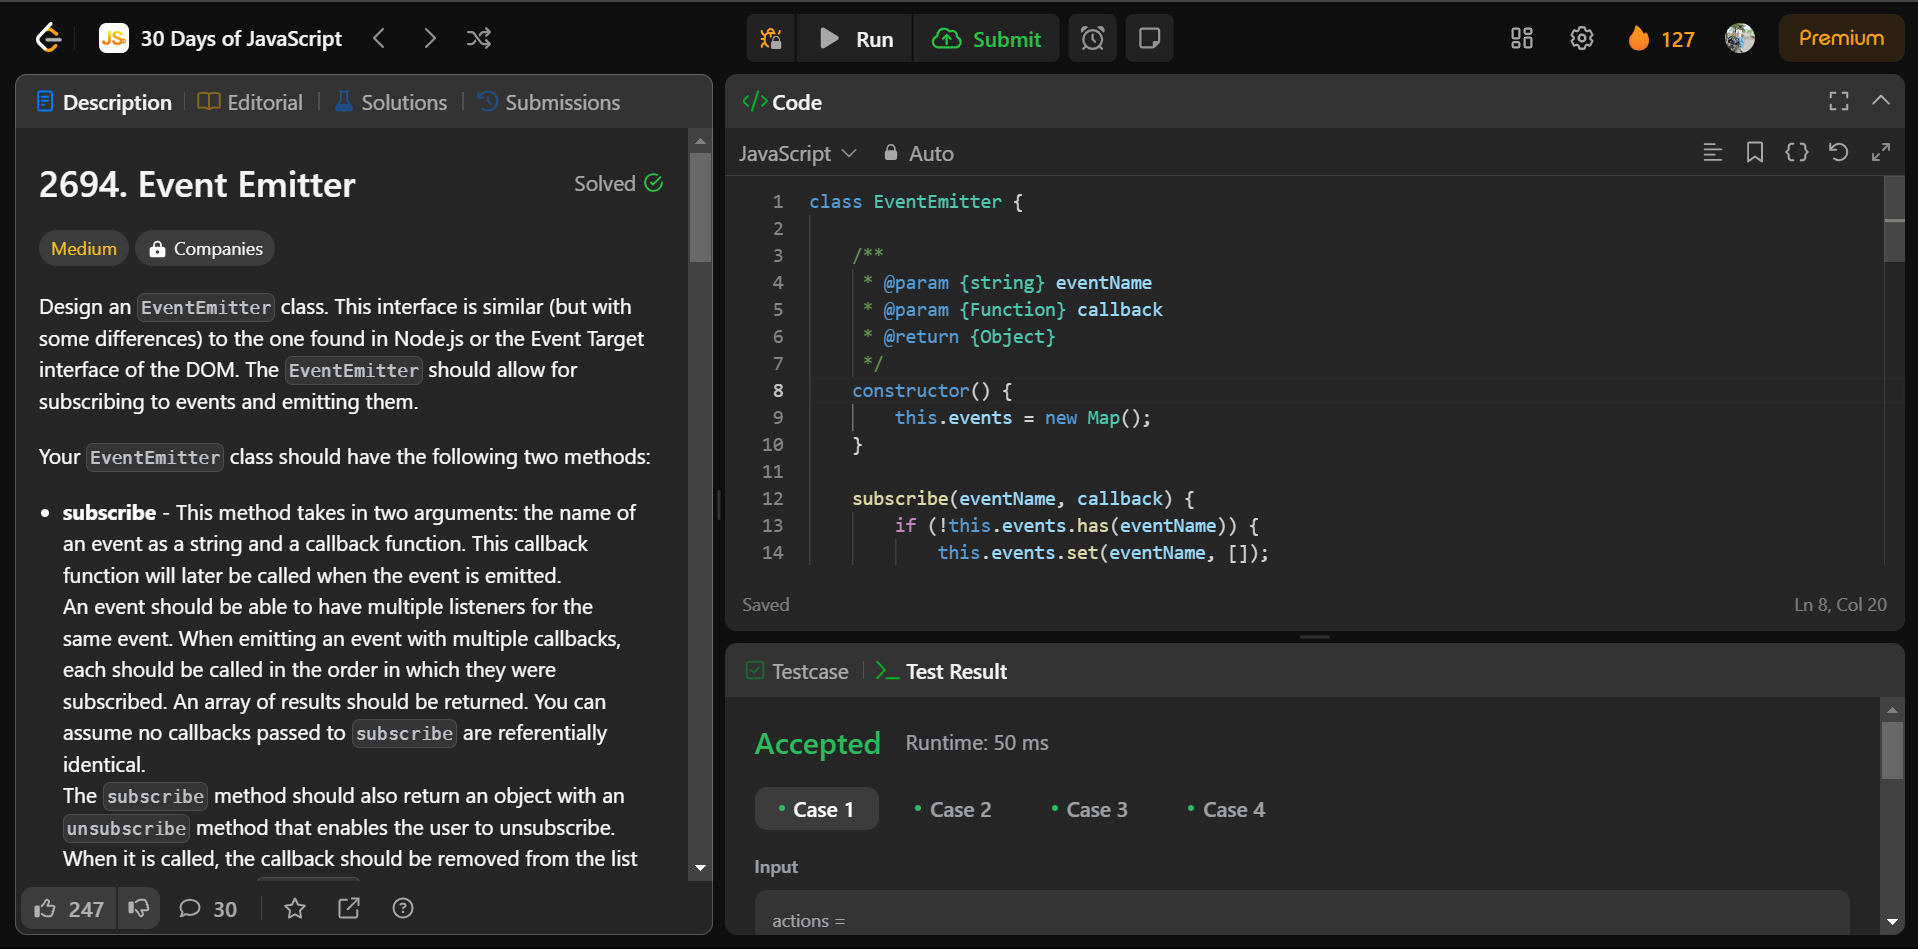 JS 30 Days of JavaScript
Run
Submit
127
Premium
Description
Editorial
Solutions
Submissions
2694. Event Emitter
Solved
Medium
Companies
Design an EventEmitter class. This interface is similar (but with
some differences) to the one found in Node.js or the Event Target
interface of the DOM. The EventEmitter should allow for
subscribing to events and emitting them.
Your EventEmitter class should have the following two methods:
subscribe - This method takes in two arguments: the name of
an event as a string and a callback function. This callback
function will later be called when the event is emitted.
An event should be able to have multiple listeners for the
same event. When emitting an event with multiple callbacks,
each should be called in the order in which they were
subscribed. An array of results should be returned. You can
assume no callbacks passed to subscribe are referentially
identical.
The subscribe method should also return an object with an
unsubscribe method that enables the user to unsubscribe.
When it is called, the callback should be removed from the list
247
30
</> Code
JavaScript
Auto
1 class EventEmitter {
2
3 /**
4 * @param {string} eventName
5 * @param {Function} callback
6 * @return {Object}
7 */
8 constructor() {
9 this.events = new Map();
10 }
11
12 subscribe(eventName, callback) {
13 if (!this.events.has(eventName)) {
14 this.events.set(eventName, []);
Saved
Ln 8, Col 20
Testcase
Test Result
Accepted
Runtime: 50 ms
Case 1
Case 2
Case 3
Case 4
Input
actions =